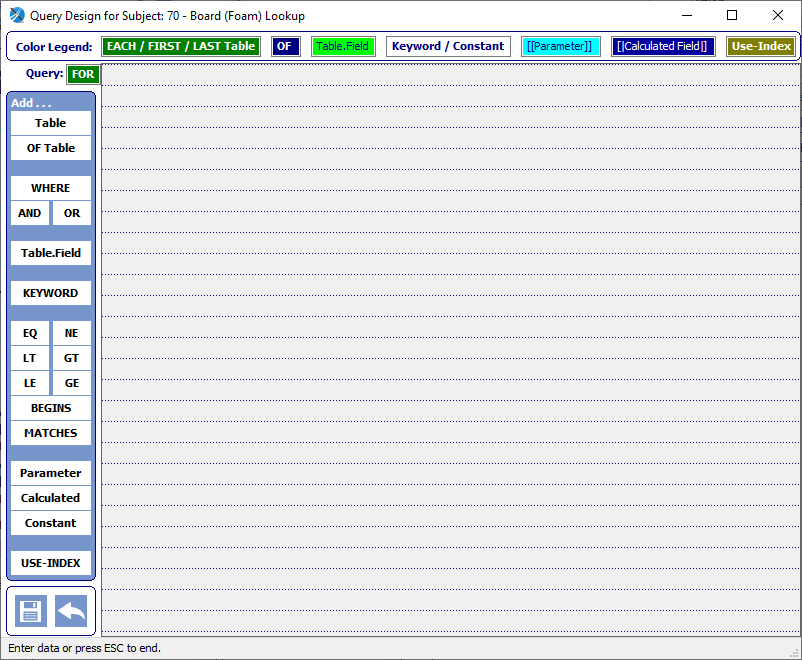 Query Design for Subject: 70 - Board (Foam) Lookup
Color Legend: EACH / FIRST / LAST Table OF Table.Field Keyword / Constant [[Parameter]] [|Calculated Field|] Use-Index
Query: FOR
Add . . .
Table
OF Table
WHERE
AND OR
Table.Field
KEYWORD
EQ NE
LT GT
LE GE
BEGINS
MATCHES
Parameter
Calculated
Constant
USE-INDEX
Enter data or press ESC to end.